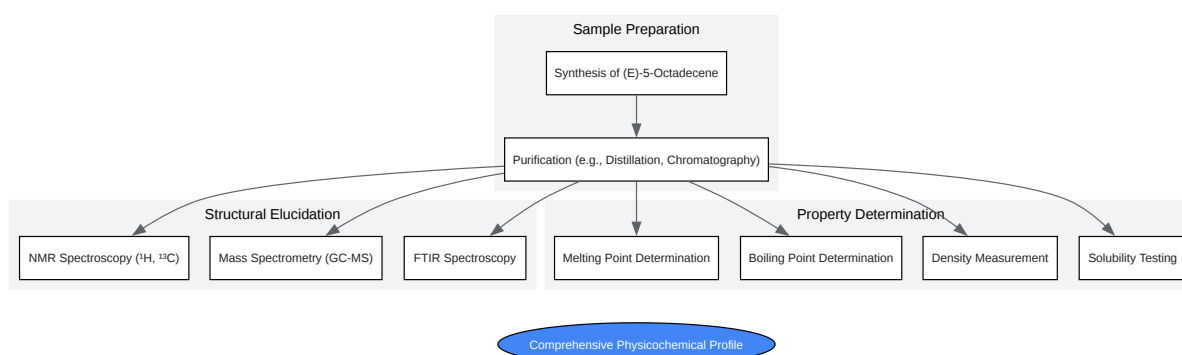 Sample Preparation
Synthesis of (E)-5-Octadecene
Purification (e.g., Distillation, Chromatography)
Structural Elucidation
Property Determination
NMR Spectroscopy (¹H, ¹³C)
Mass Spectrometry (GC-MS)
FTIR Spectroscopy
Melting Point Determination
Boiling Point Determination
Density Measurement
Solubility Testing
Comprehensive Physicochemical Profile